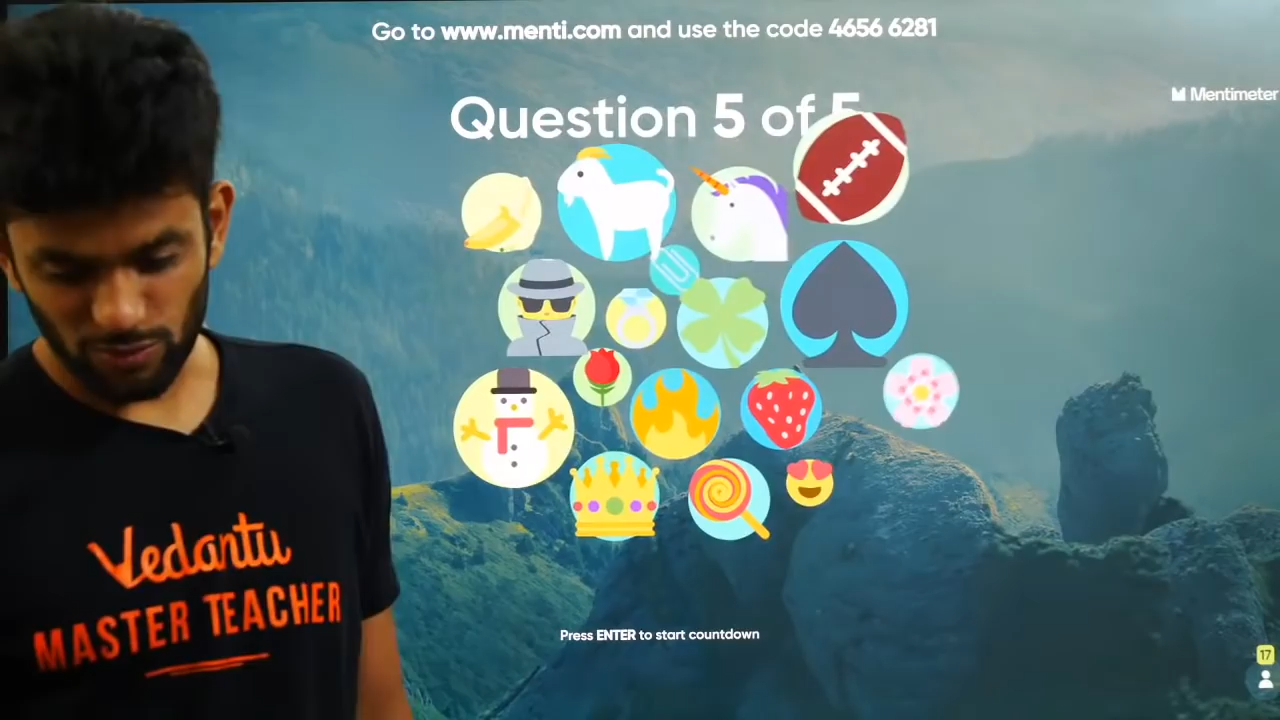 Go to www.menti.com and use the code 4656 6281
Mentimeter
Question 5 of 5
Vedantu
MASTER TEACHER
Press ENTER to start countdown
17